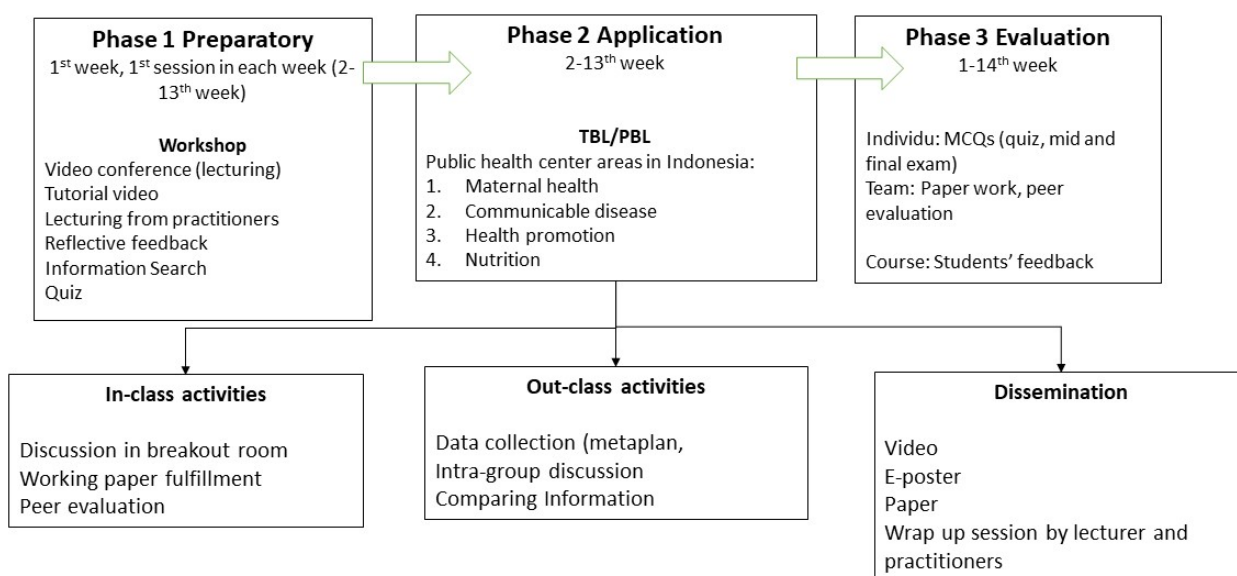 Phase 1 Preparatory
1st week, 1st session in each week (2-
13th week)
Workshop
Video conference (lecturing)
Tutorial video
Lecturing from practitioners
Reflective feedback
Information Search
Quiz
Phase 2 Application
2-13th week
TBL/PBL
Public health center areas in Indonesia:
1. Maternal health
2. Communicable disease
3. Health promotion
4. Nutrition
Phase 3 Evaluation
1-14th week
Individu: MCQs (quiz, mid and
final exam)
Team: Paper work, peer
evaluation
Course: Students’ feedback
In-class activities
Discussion in breakout room
Working paper fulfillment
Peer evaluation
Out-class activities
Data collection (metaplan,
Intra-group discussion
Comparing Information
Dissemination
Video
E-poster
Paper
Wrap up session by lecturer and
practitioners